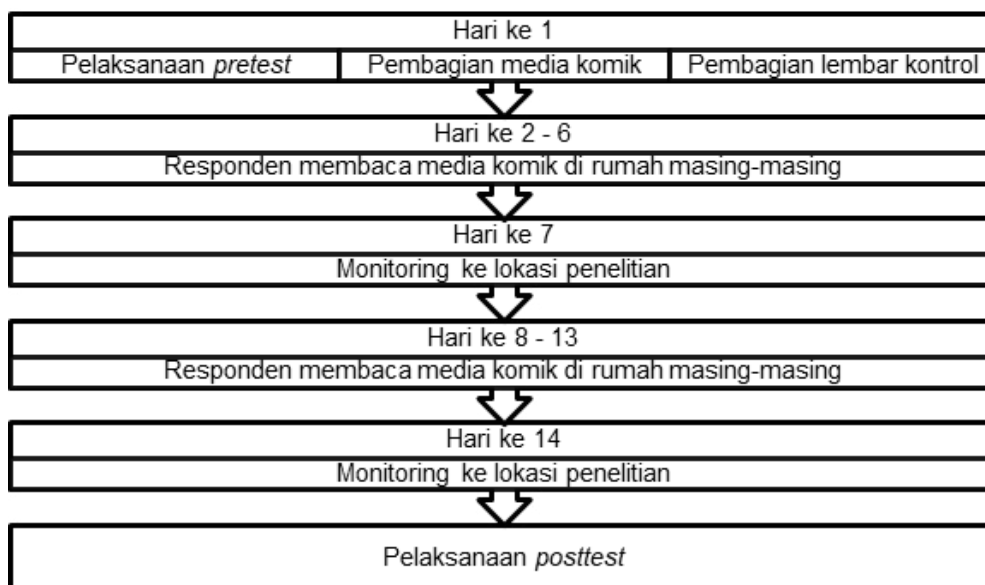 Hari ke 1
Pelaksanaan pretest Pembagian media komik Pembagian lembar kontrol
Hari ke 2 - 6
Responden membaca media komik di rumah masing-masing
Hari ke 7
Monitoring ke lokasi penelitian
Hari ke 8 - 13
Responden membaca media komik di rumah masing-masing
Hari ke 14
Monitoring ke lokasi penelitian
Pelaksanaan posttest